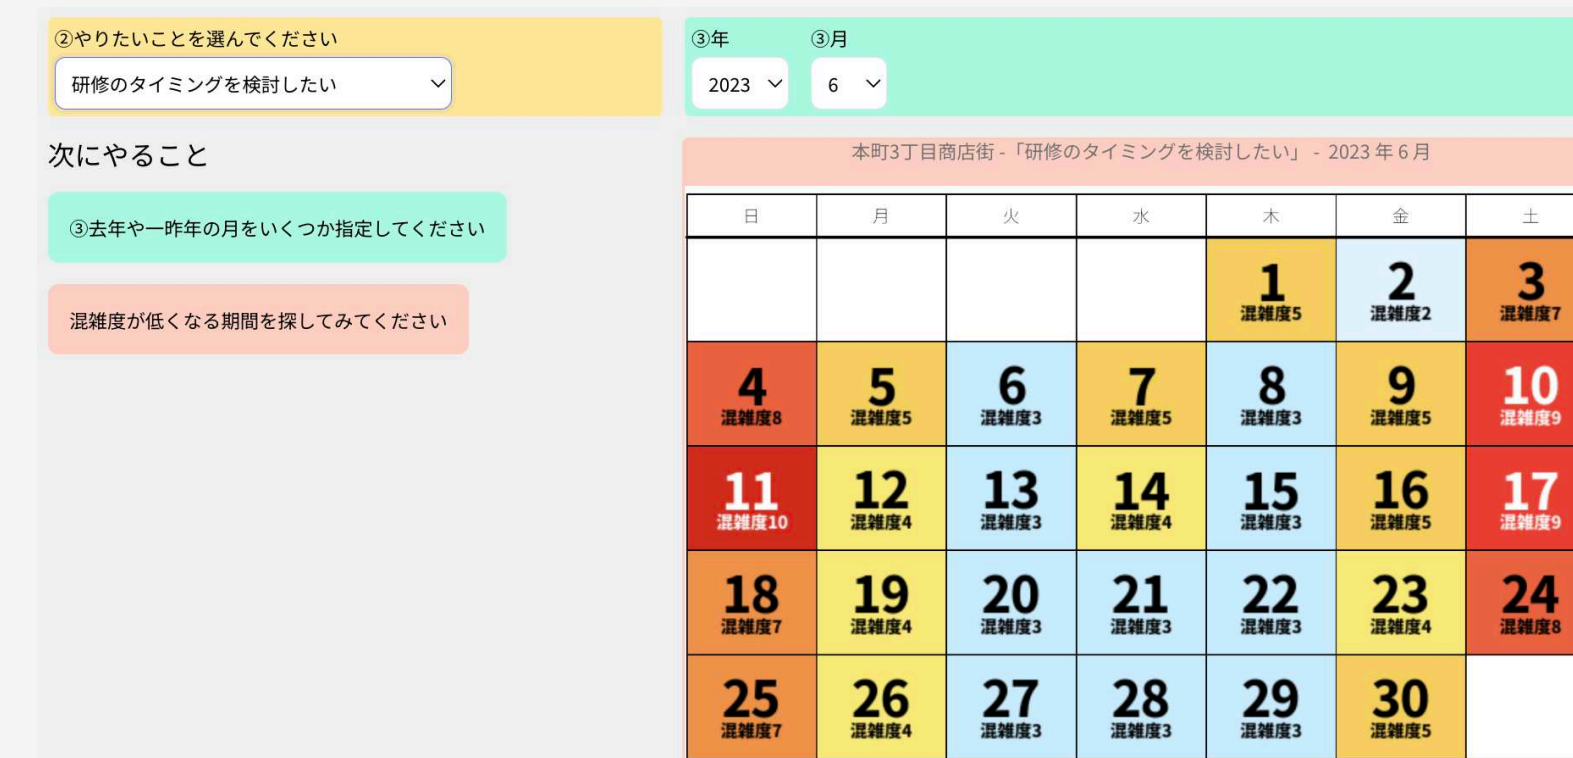 ②やりたいことを選んでください
研修のタイミングを検討したい
③年 ③月
2023 6
次にやること
③去年や一昨年の月をいくつか指定してください
混雑度が低くなる期間を探してみてください
本町3丁目商店街 -「研修のタイミングを検討したい」 - 2023 年 6 月
日 月 火 水 木 金 土
1 2 3
混雑度5 混雑度2 混雑度7
4 5 6 7 8 9 10
混雑度8 混雑度5 混雑度3 混雑度5 混雑度3 混雑度5 混雑度9
11 12 13 14 15 16 17
混雑度10 混雑度4 混雑度3 混雑度4 混雑度3 混雑度5 混雑度9
18 19 20 21 22 23 24
混雑度7 混雑度4 混雑度3 混雑度3 混雑度3 混雑度4 混雑度8
25 26 27 28 29 30
混雑度7 混雑度4 混雑度3 混雑度3 混雑度3 混雑度5